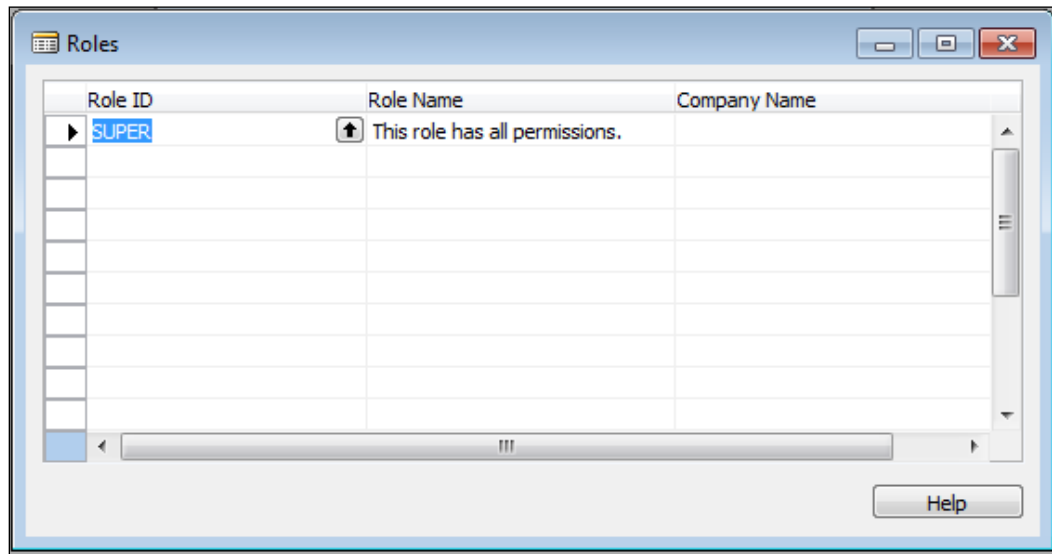 Roles
Role ID Role Name Company Name
SUPER This role has all permissions.
Help